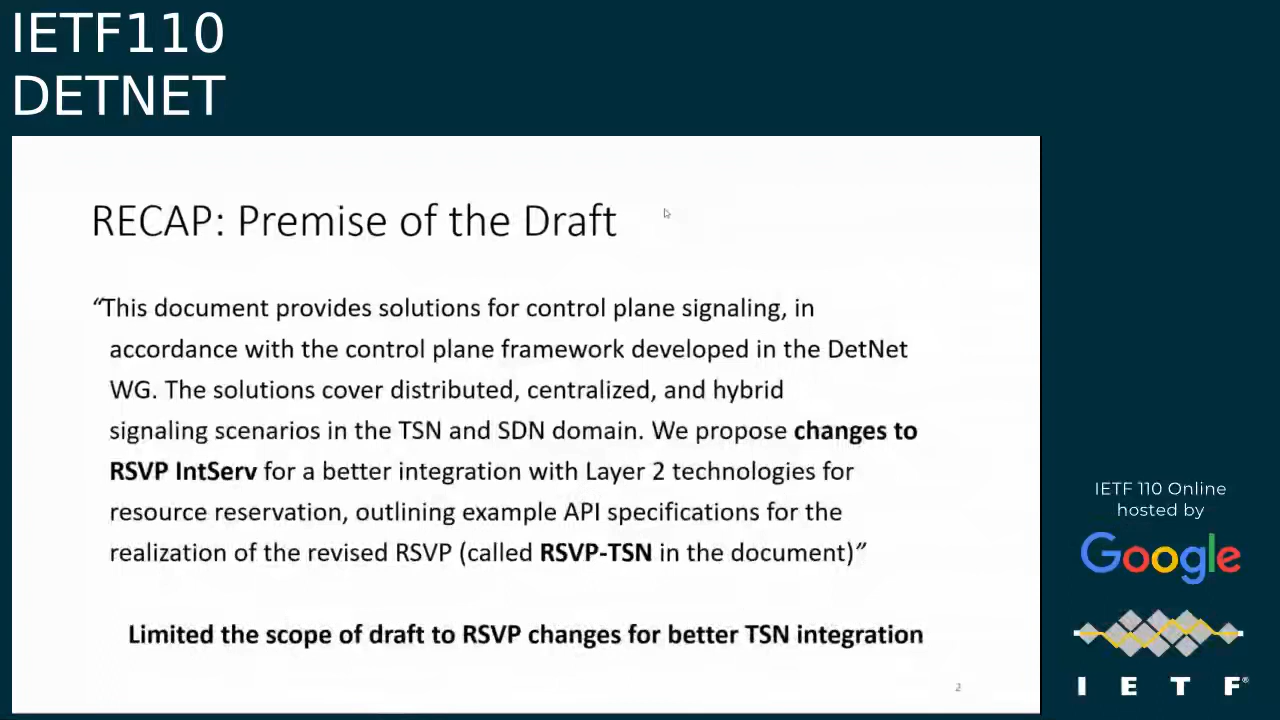 IETF110
DETNET
RECAP: Premise of the Draft
“This document provides solutions for control plane signaling, in
accordance with the control plane framework developed in the DetNet
WG. The solutions cover distributed, centralized, and hybrid
signaling scenarios in the TSN and SDN domain. We propose changes to
RSVP IntServ for a better integration with Layer 2 technologies for
resource reservation, outlining example API specifications for the
realization of the revised RSVP (called RSVP-TSN in the document)”
Limited the scope of draft to RSVP changes for better TSN integration
2
IETF 110 Online
hosted by
Google
I E T F®